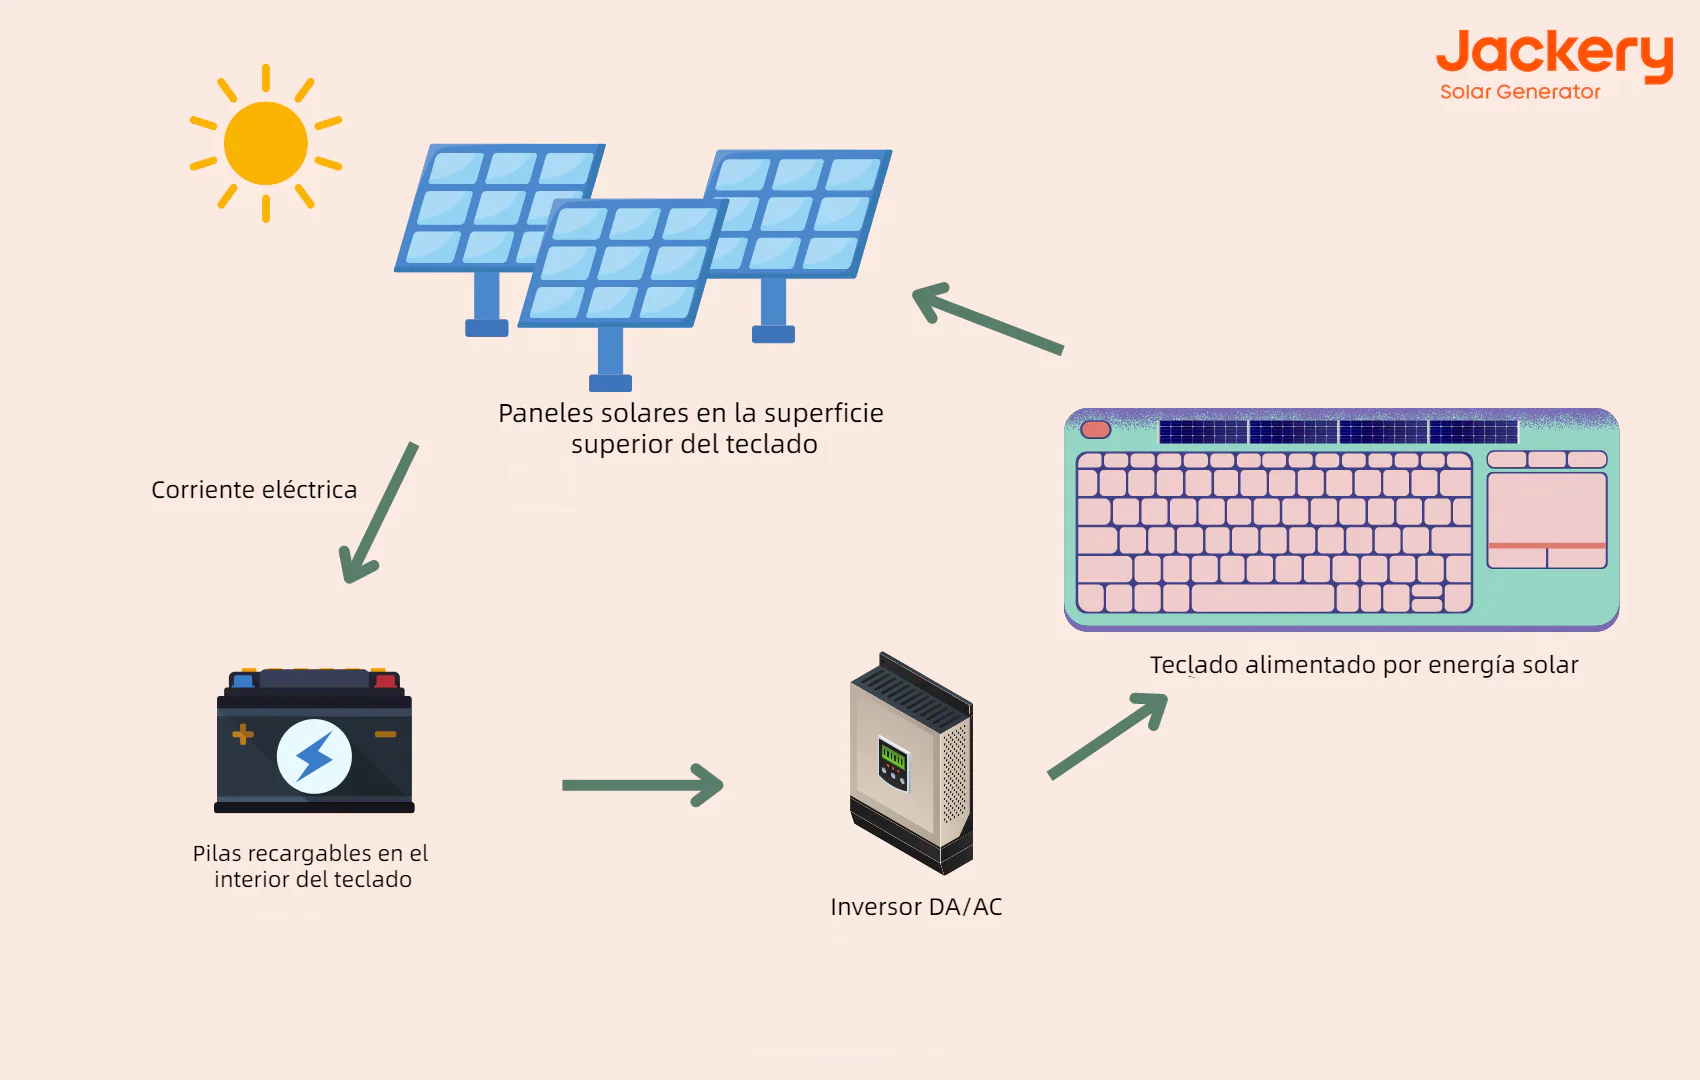 Jackery
Solar Generator
Paneles solares en la superficie
superior del teclado
Corriente eléctrica
Teclado alimentado por energía solar
Pilas recargables en el
interior del teclado
Inversor DA/AC